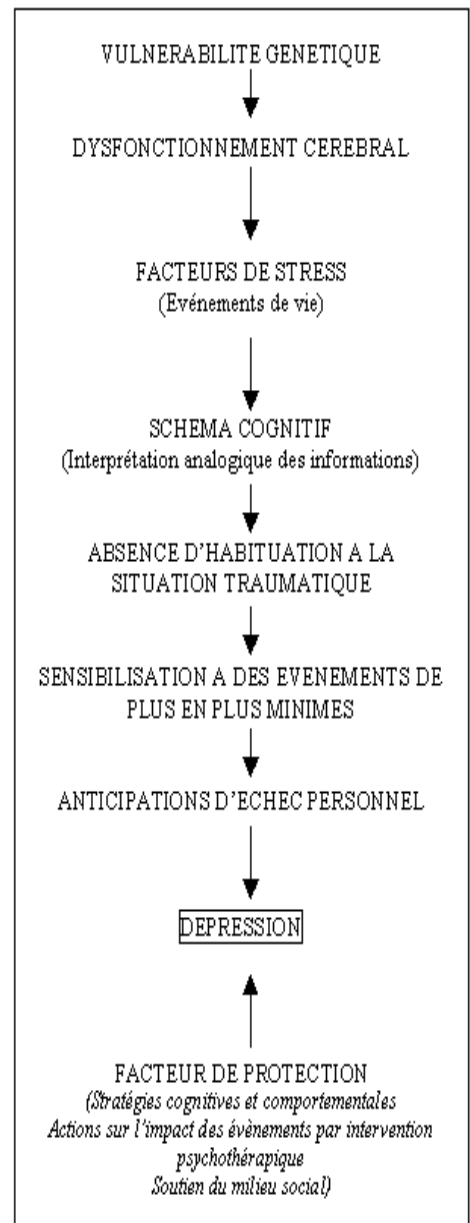 VULNERABILITE GENETIQUE
DYSFONCTIONNEMENT CEREBRAL
FACTEURS DE STRESS
(Evénements de vie)
SCHEMA COGNITIF
(Interprétation analogique des informations)
ABSENCE D'HABITUATION A LA
SITUATION TRAUMATIQUE
SENSIBILISATION A DES EVENEMENTS DE
PLUS EN PLUS MINIMES
ANTICIPATIONS D'ECHEC PERSONNEL
DEPRESSION
FACTEUR DE PROTECTION
(Stratégies cognitives et comportementales
Actions sur l'impact des évènements par intervention
psychothérapique
Soutien du milieu social)